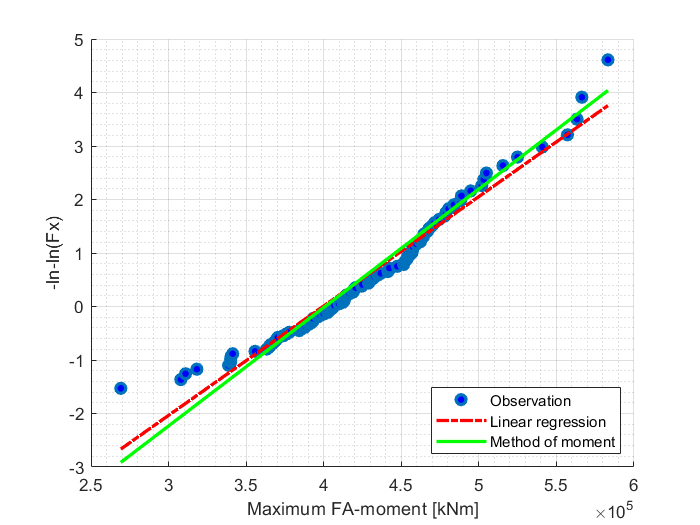 5
4
3
2
1
0
-1
-2
-3
-ln-ln(Fx)
2.5 3 3.5 4 4.5 5 5.5 6
×10^5
Maximum FA-moment [kNm]
Observation
Linear regression
Method of moment